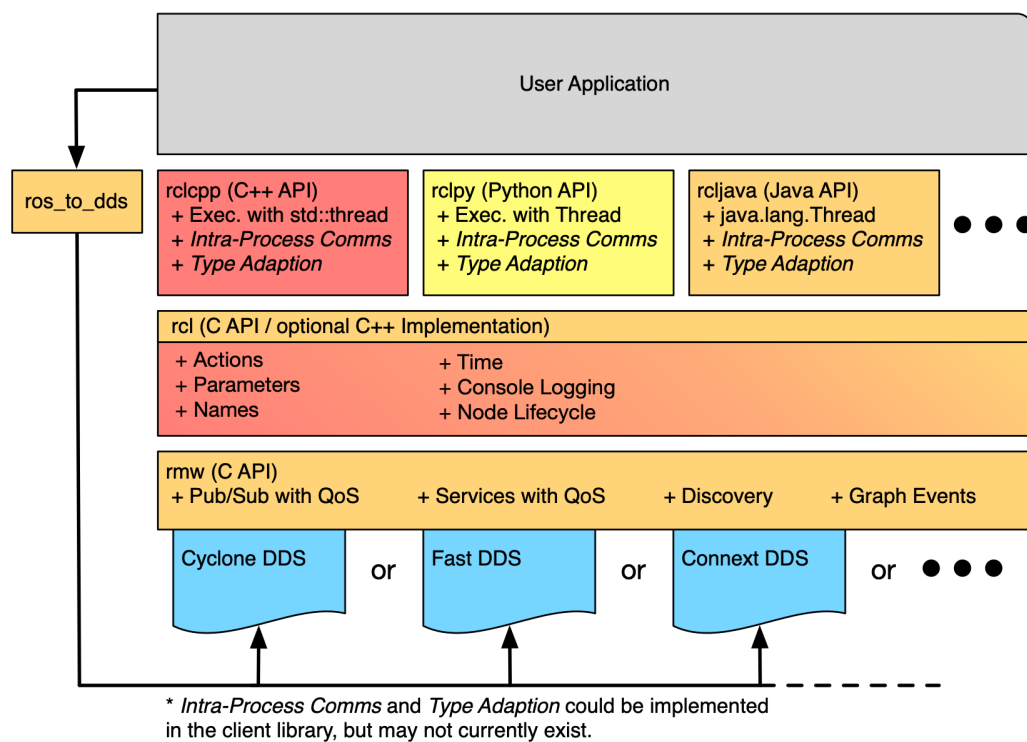 User Application
ros_to_dds
rclcpp (C++ API)
+ Exec. with std::thread
+ Intra-Process Comms
+ Type Adaption
rclpy (Python API)
+ Exec. with Thread
+ Intra-Process Comms
+ Type Adaption
rcljava (Java API)
+ java.lang.Thread
+ Intra-Process Comms
+ Type Adaption
rcl (C API / optional C++ Implementation)
+ Actions
+ Parameters
+ Names
+ Time
+ Console Logging
+ Node Lifecycle
rmw (C API)
+ Pub/Sub with QoS + Services with QoS + Discovery + Graph Events
Cyclone DDS or Fast DDS or Connext DDS or
* Intra-Process Comms and Type Adaption could be implemented
in the client library, but may not currently exist.